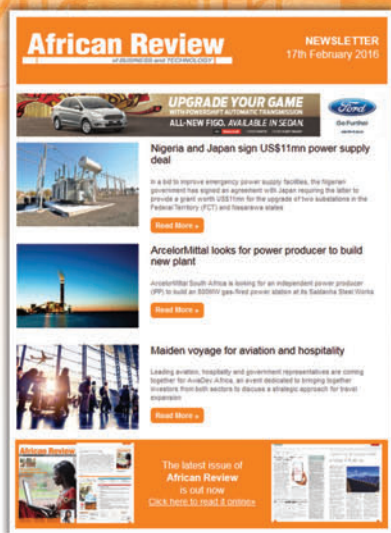 African Review
of BUSINESS and TECHNOLOGY
NEWSLETTER
17th February 2016
UPGRADE YOUR GAME
WITH POWERSHIFT AUTOMATIC TRANSMISSION
ALL-NEW FIGO. AVAILABLE IN SEDAN.
Ford
Go Further
Nigeria and Japan sign US$11mn power supply
deal
In a bid to improve emergency power supply facilities, the Nigerian
government has signed an agreement with Japan requiring the latter to
provide a grant worth US$11mn for the upgrade of two substations in the
Federal Territory (FCT) and Nasarawa states
Read More »
ArcelorMittal looks for power producer to build
new plant
ArcelorMittal South Africa is looking for an independent power producer
(IPP) to build an 800MW gas-fired power station at its Saldanha Steel Works
Read More »
Maiden voyage for aviation and hospitality
Leading aviation, hospitality and government representatives are coming
together for AviaDev Africa, an event dedicated to bringing together
investors from both sectors to discuss a strategic approach for travel
expansion
Read More »
The latest issue of
African Review
is out now
Click here to read it online»